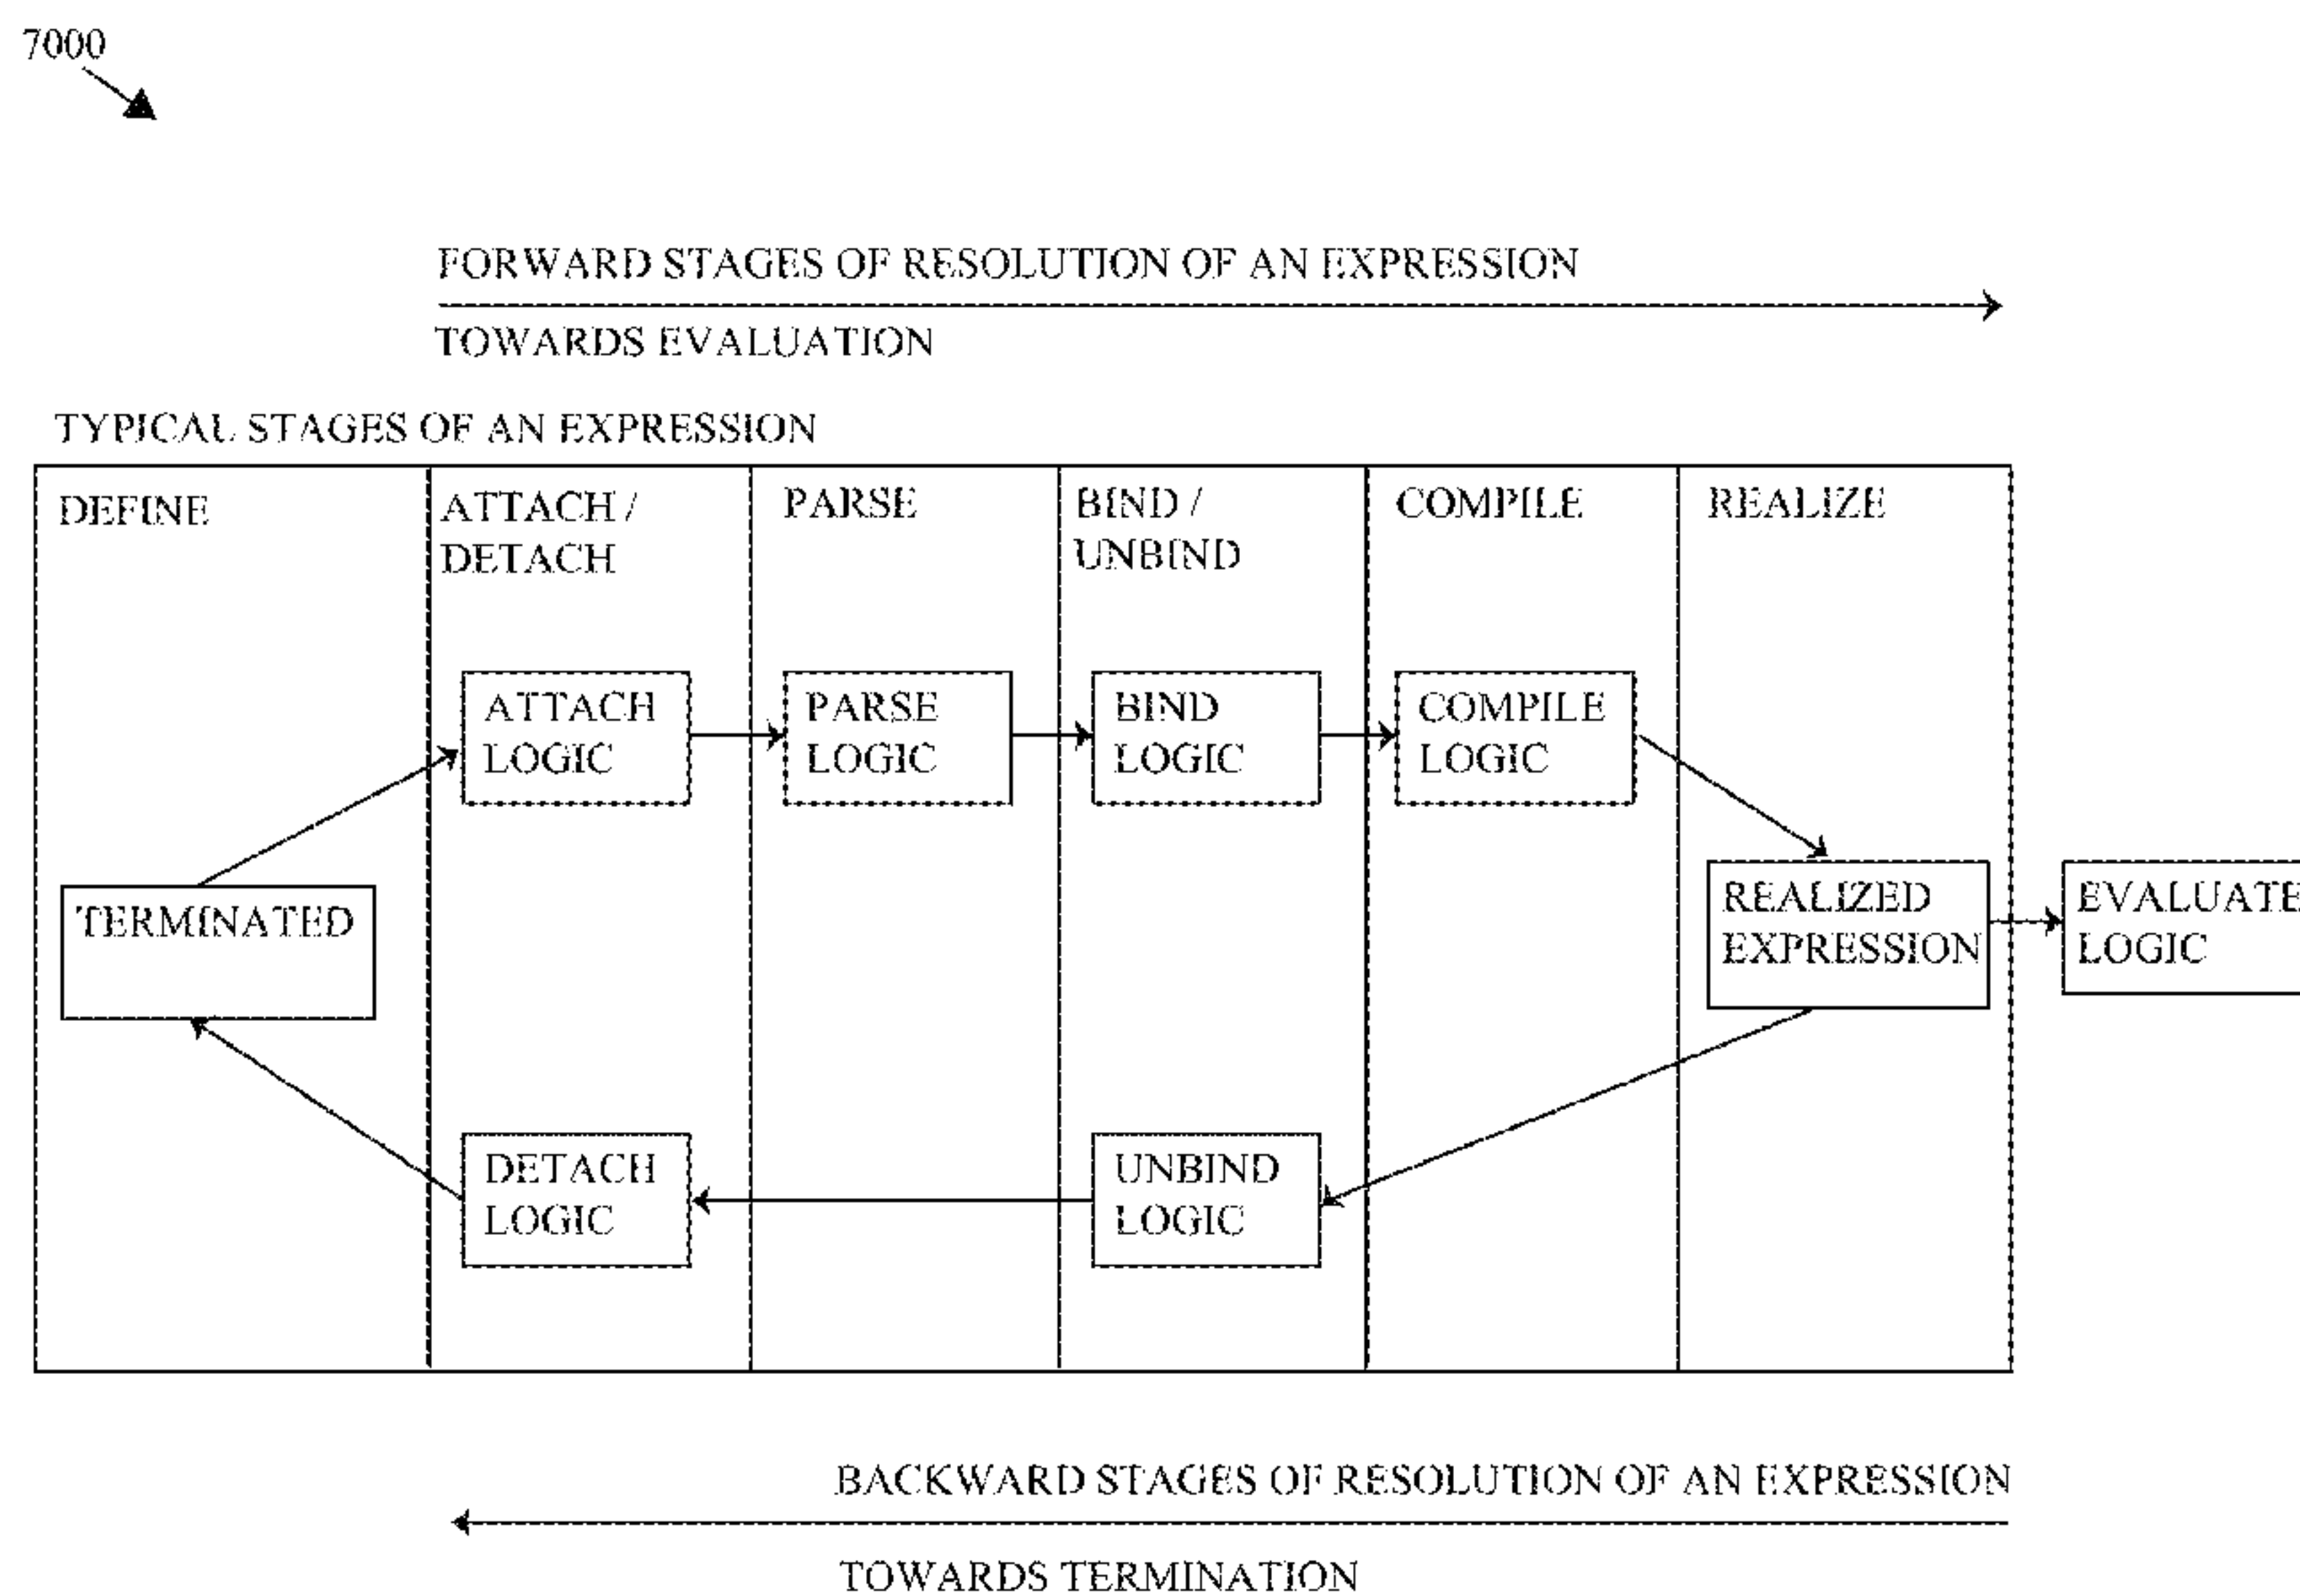 7000
FORWARD STAGES OF RESOLUTION OF AN EXPRESSION
TOWARDS EVALUATION
TYPICAL STAGES OF AN EXPRESSION
DEFINE
ATTACH /
DETACH
PARSE
BIND /
UNBIND
COMPILE
REALIZE
ATTACH
LOGIC
PARSE
LOGIC
BIND
LOGIC
COMPILE
LOGIC
TERMINATED
REALIZED
EXPRESSION
EVALUATE
LOGIC
DETACH
LOGIC
UNBIND
LOGIC
BACKWARD STAGES OF RESOLUTION OF AN EXPRESSION
TOWARDS TERMINATION